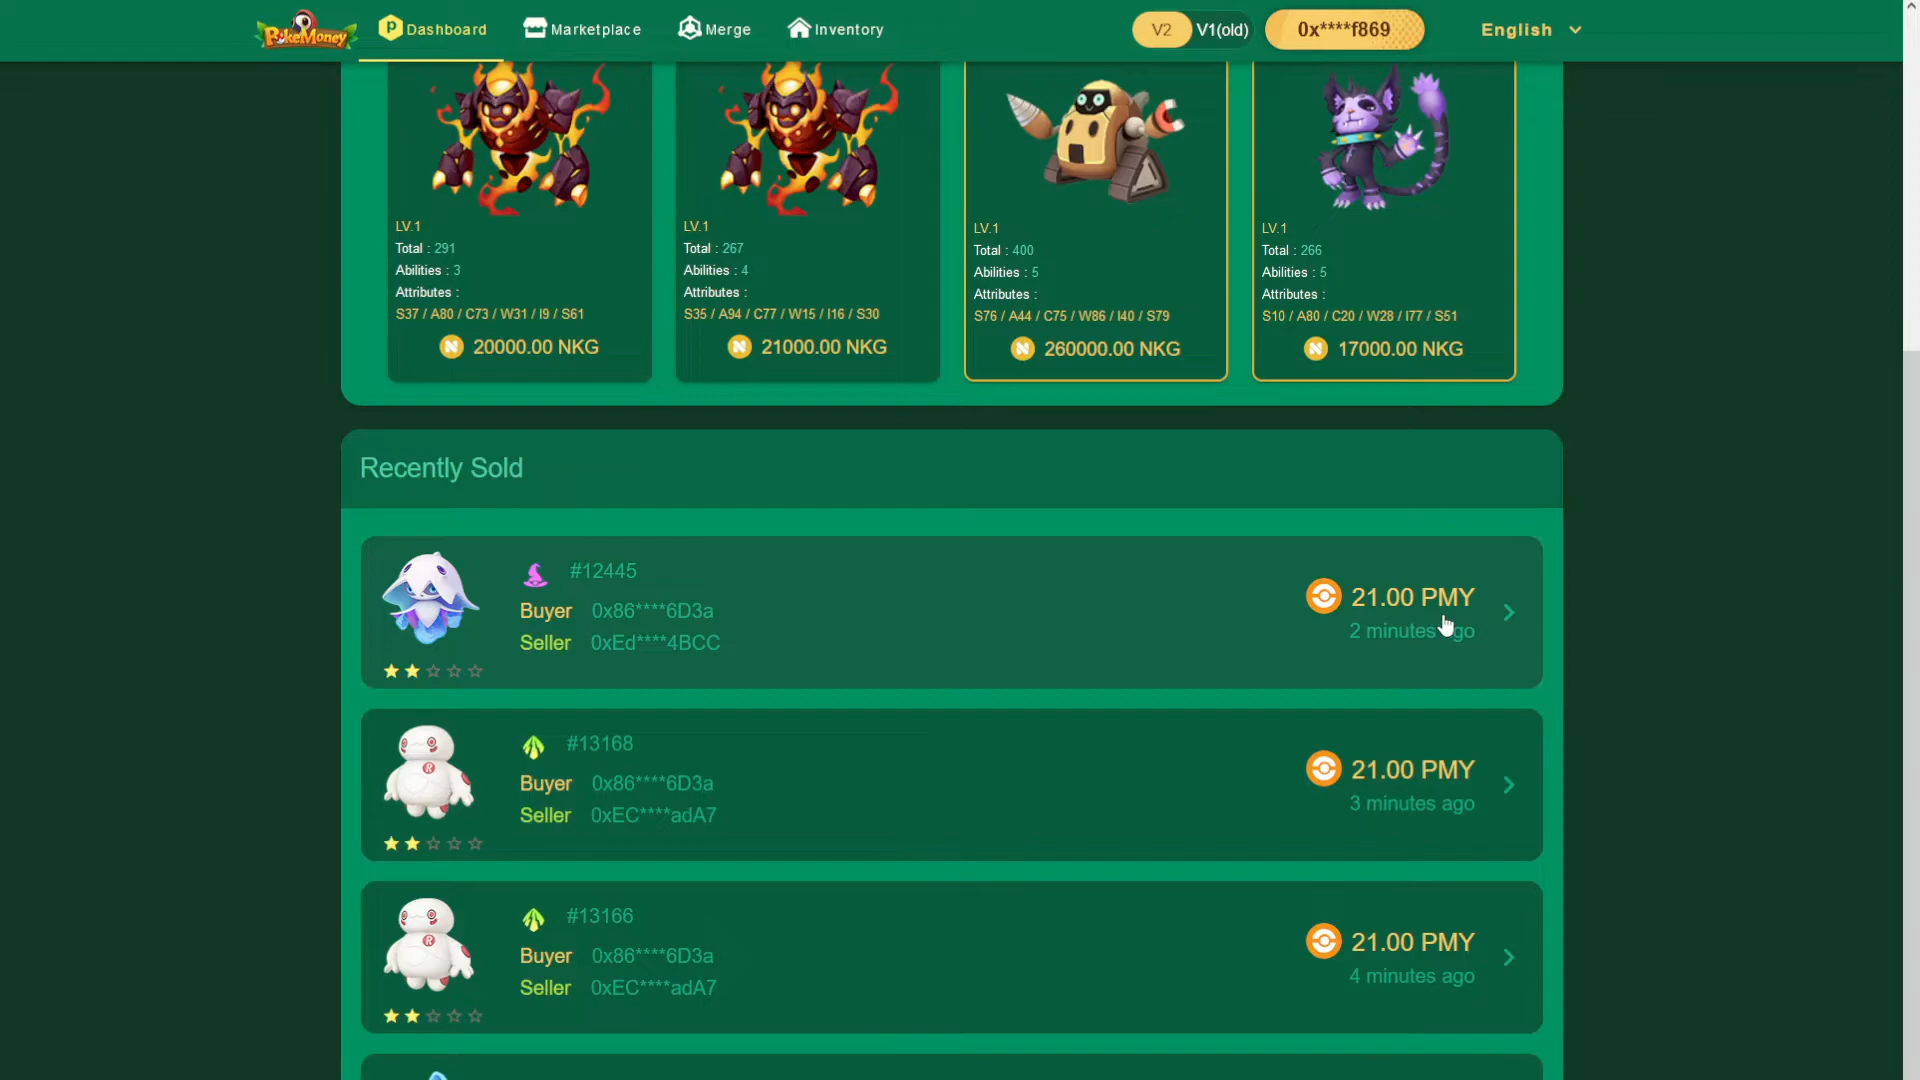 PokeMoney
Dashboard
Marketplace
Merge
Inventory
V2
V1(old)
0x****f869
English
LV.1
Total : 291
Abilities : 3
Attributes :
S37 / A80 / C73 / W31 / I9 / S61
20000.00 NKG
LV.1
Total : 267
Abilities : 4
Attributes :
S35 / A94 / C77 / W15 / I16 / S30
21000.00 NKG
LV.1
Total : 400
Abilities : 5
Attributes :
S76 / A44 / C75 / W86 / I40 / S79
260000.00 NKG
LV.1
Total : 266
Abilities : 5
Attributes :
S10 / A80 / C20 / W28 / I77 / S51
17000.00 NKG
Recently Sold
#12445
Buyer 0x86****6D3a
Seller 0xEd****4BCC
21.00 PMY
2 minutes ago
#13168
Buyer 0x86****6D3a
Seller 0xEC****adA7
21.00 PMY
3 minutes ago
#13166
Buyer 0x86****6D3a
Seller 0xEC****adA7
21.00 PMY
4 minutes ago